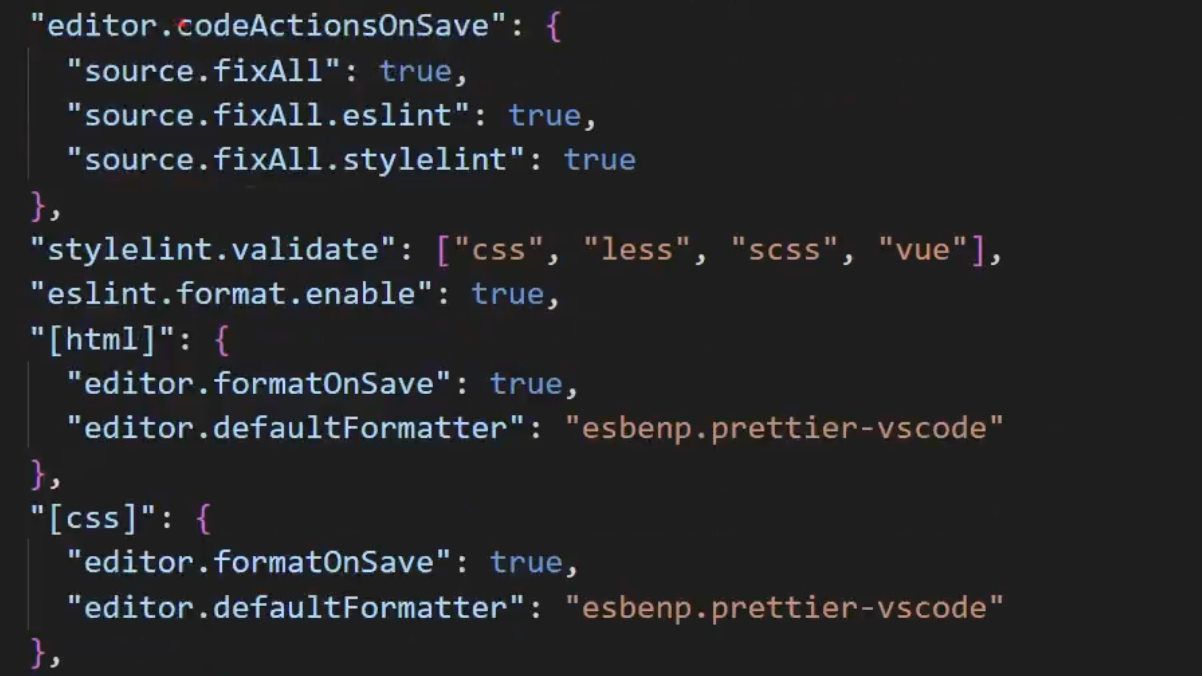 "editor.codeActionsOnSave": {
"source.fixAll": true,
"source.fixAll.eslint": true,
"source.fixAll.stylelint": true
},
"stylelint.validate": ["css", "less", "scss", "vue"],
"eslint.format.enable": true,
"[html]": {
"editor.formatOnSave": true,
"editor.defaultFormatter": "esbenp.prettier-vscode"
},
"[css]": {
"editor.formatOnSave": true,
"editor.defaultFormatter": "esbenp.prettier-vscode"
},